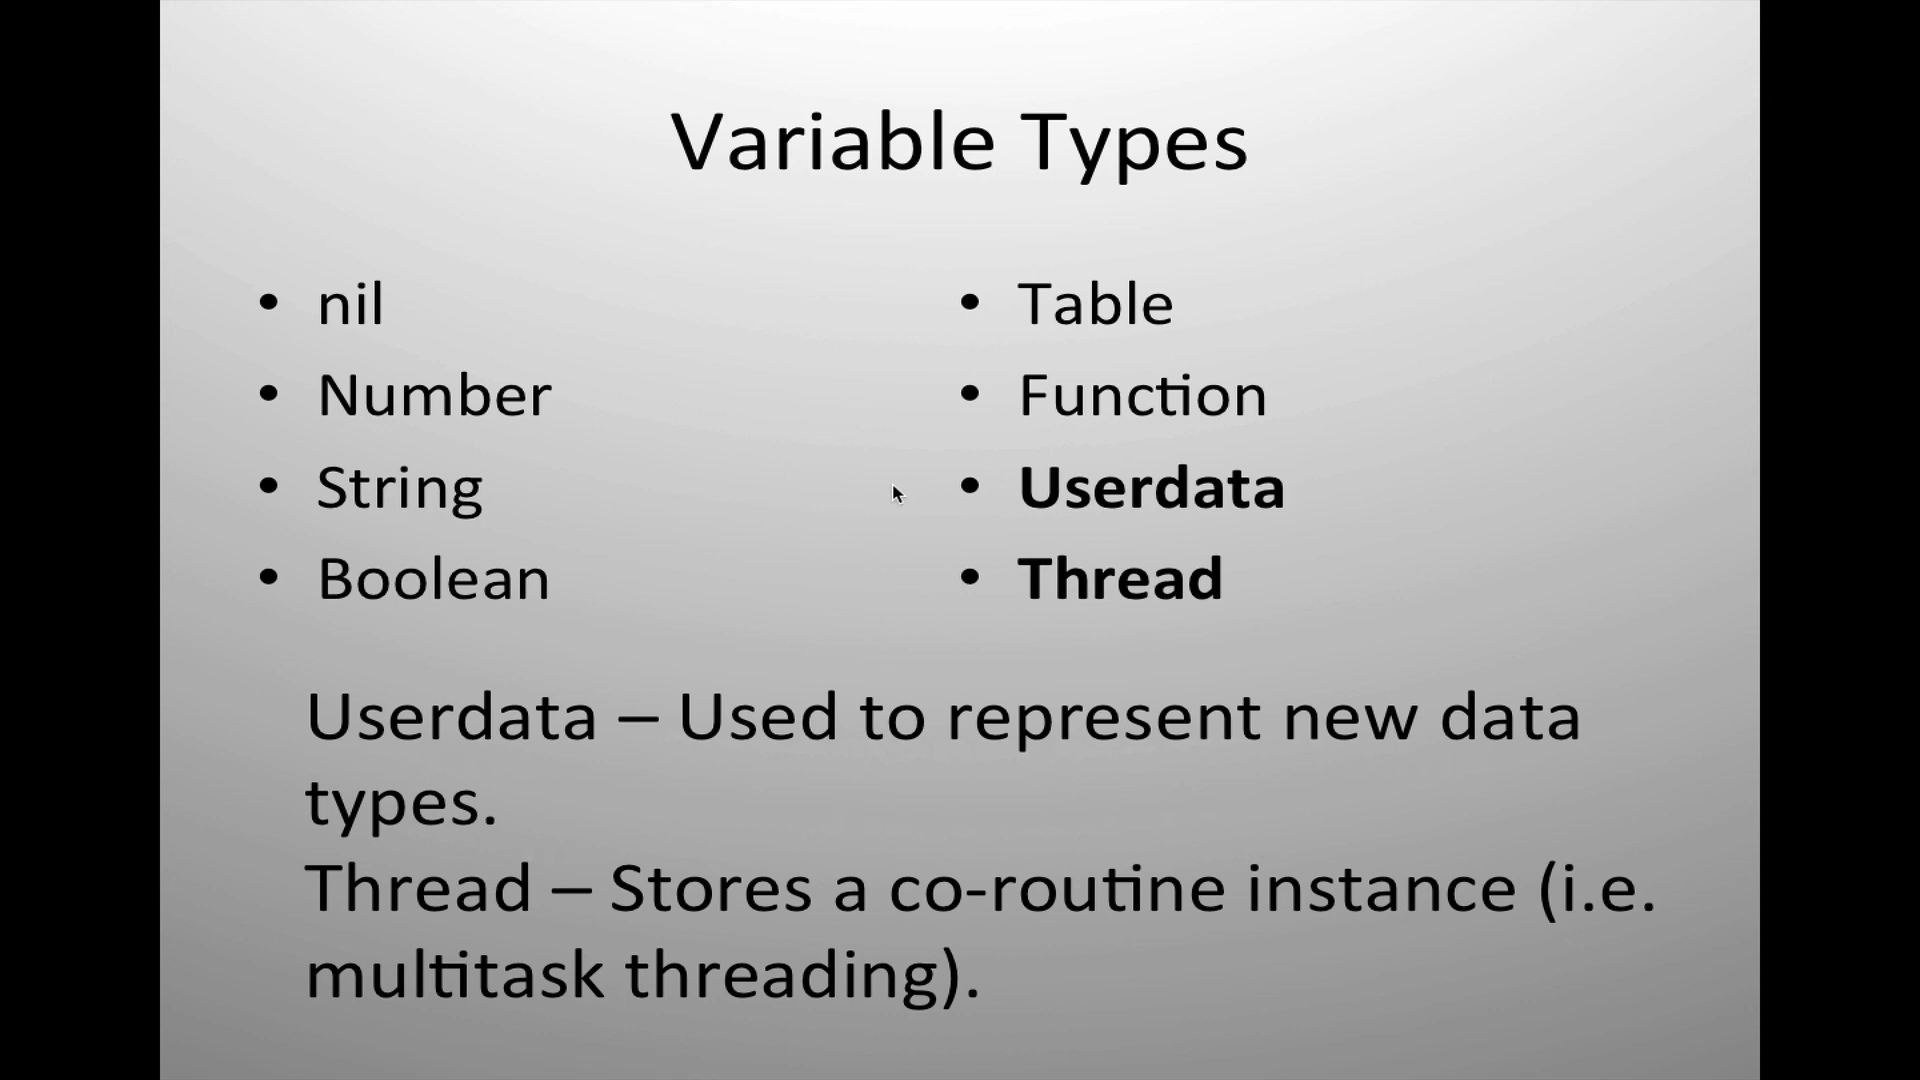 Variable Types
• nil
• Number
• String
• Boolean
• Table
• Function
• Userdata
• Thread
Userdata – Used to represent new data
types.
Thread – Stores a co-routine instance (i.e.
multitask threading).